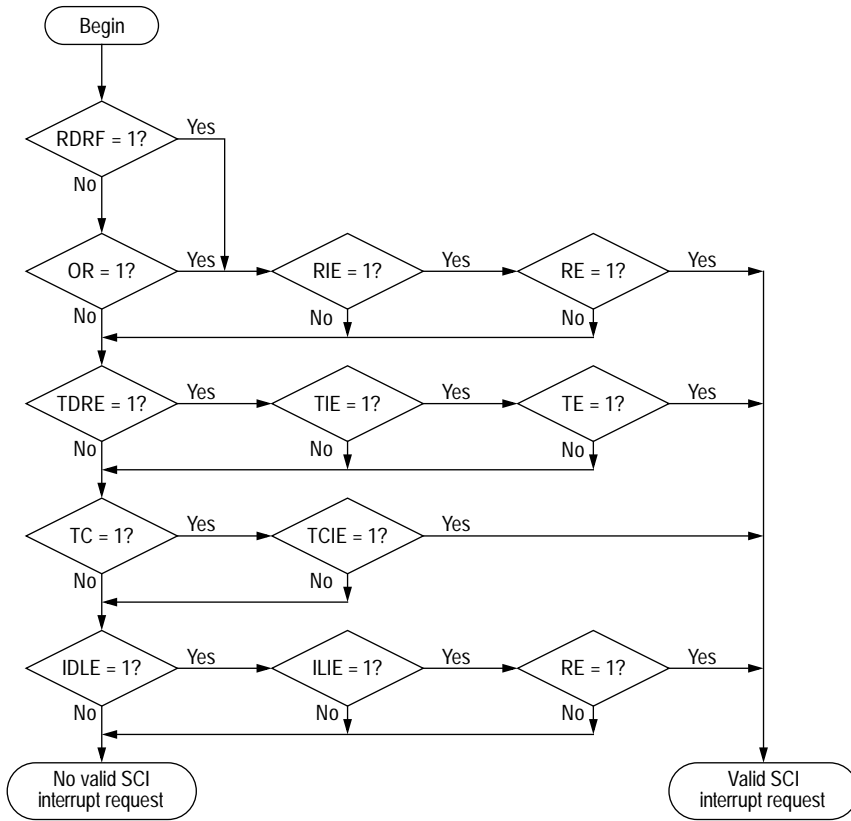 Begin
RDRF = 1?
Yes
No
OR = 1?
Yes
RIE = 1?
Yes
RE = 1?
Yes
No
No
No
TDRE = 1?
Yes
TIE = 1?
Yes
TE = 1?
Yes
No
No
No
TC = 1?
Yes
TCIE = 1?
Yes
No
No
IDLE = 1?
Yes
ILIE = 1?
Yes
RE = 1?
Yes
No
No
No
No valid SCI
interrupt request
Valid SCI
interrupt request